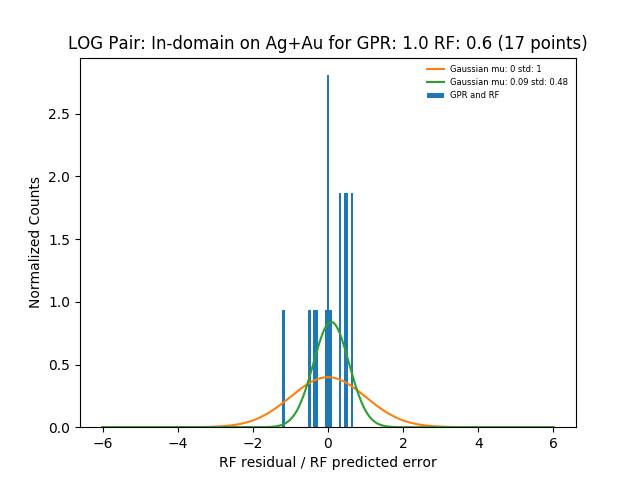 LOG Pair: In-domain on Ag+Au for GPR: 1.0 RF: 0.6 (17 points)
Gaussian mu: 0 std: 1
Gaussian mu: 0.09 std: 0.48
GPR and RF
Normalized Counts
2.5
2.0
1.5
1.0
0.5
0.0
−6 −4 −2 0 2 4 6
RF residual / RF predicted error